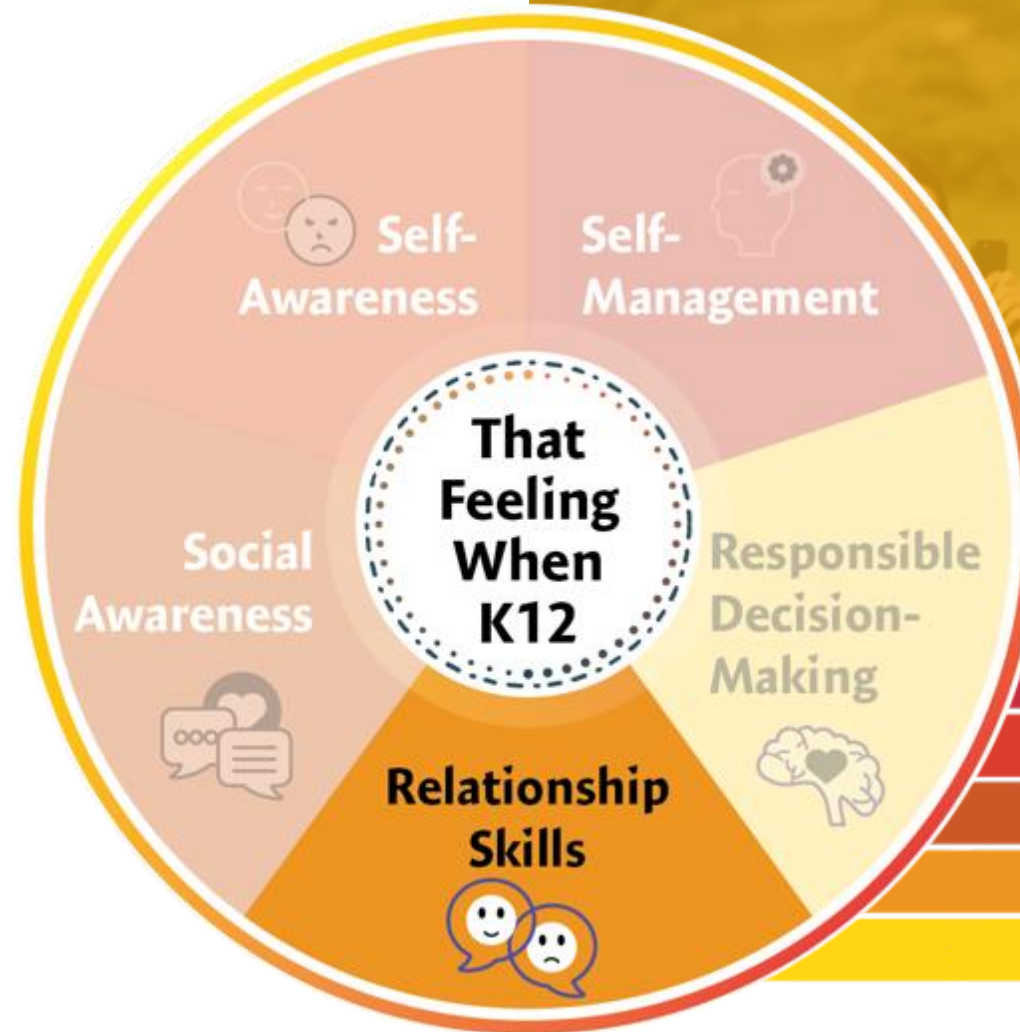 Self-
Awareness
Self-
Management
That
Feeling
When
K12
Social
Awareness
Responsible
Decision-
Making
Relationship
Skills